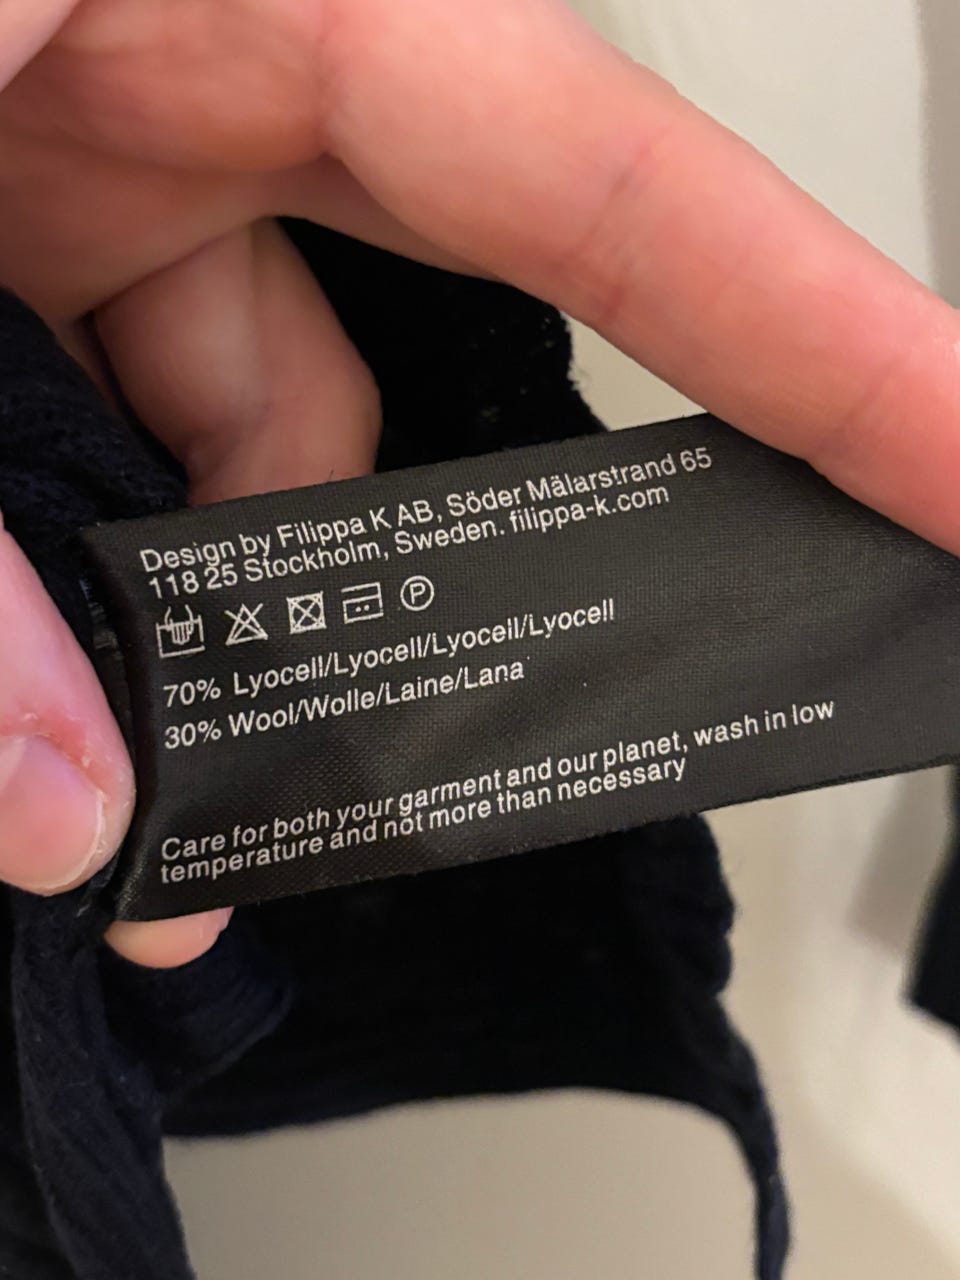 Design by Filippa K AB, Söder Mälarstrand 65
118 25 Stockholm, Sweden. filippa-k.com
P
70% Lyocell/Lyocell/Lyocell/Lyocell
30% Wool/Wolle/Laine/Lana
Care for both your garment and our planet, wash in low
temperature and not more than necessary